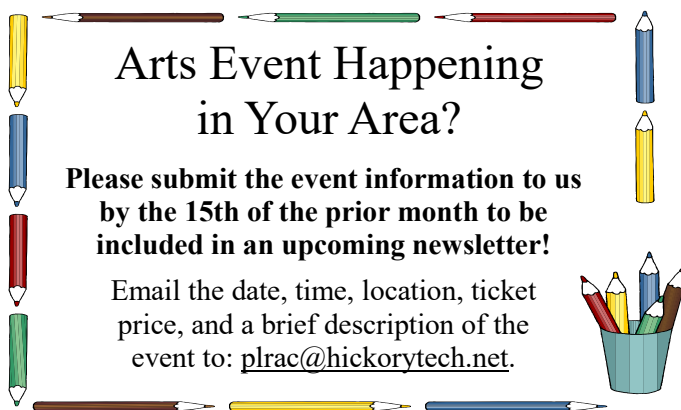 Arts Event Happening
in Your Area?
Please submit the event information to us
by the 15th of the prior month to be
included in an upcoming newsletter!
Email the date, time, location, ticket
price, and a brief description of the
event to: plrac@hickorytech.net.